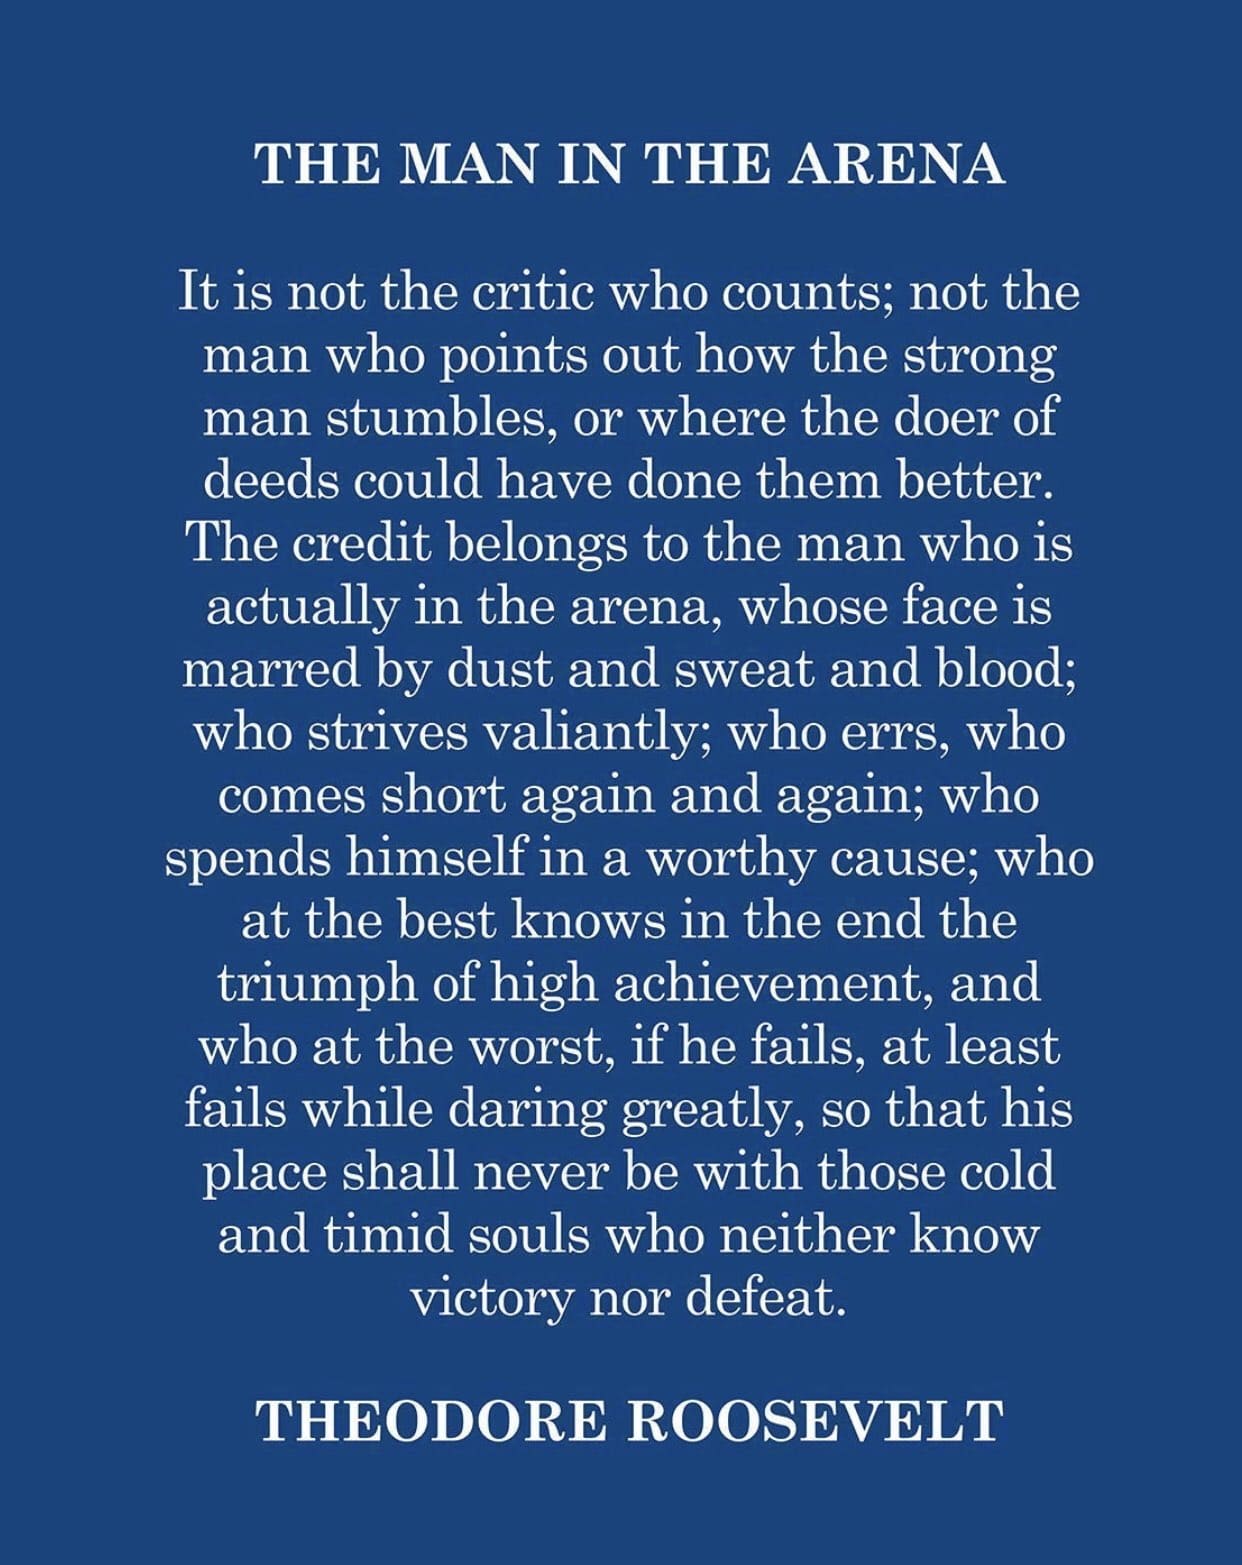 THE MAN IN THE ARENA
It is not the critic who counts; not the
man who points out how the strong
man stumbles, or where the doer of
deeds could have done them better.
The credit belongs to the man who is
actually in the arena, whose face is
marred by dust and sweat and blood;
who strives valiantly; who errs, who
comes short again and again; who
spends himself in a worthy cause; who
at the best knows in the end the
triumph of high achievement, and
who at the worst, if he fails, at least
fails while daring greatly, so that his
place shall never be with those cold
and timid souls who neither know
victory nor defeat.
THEODORE ROOSEVELT